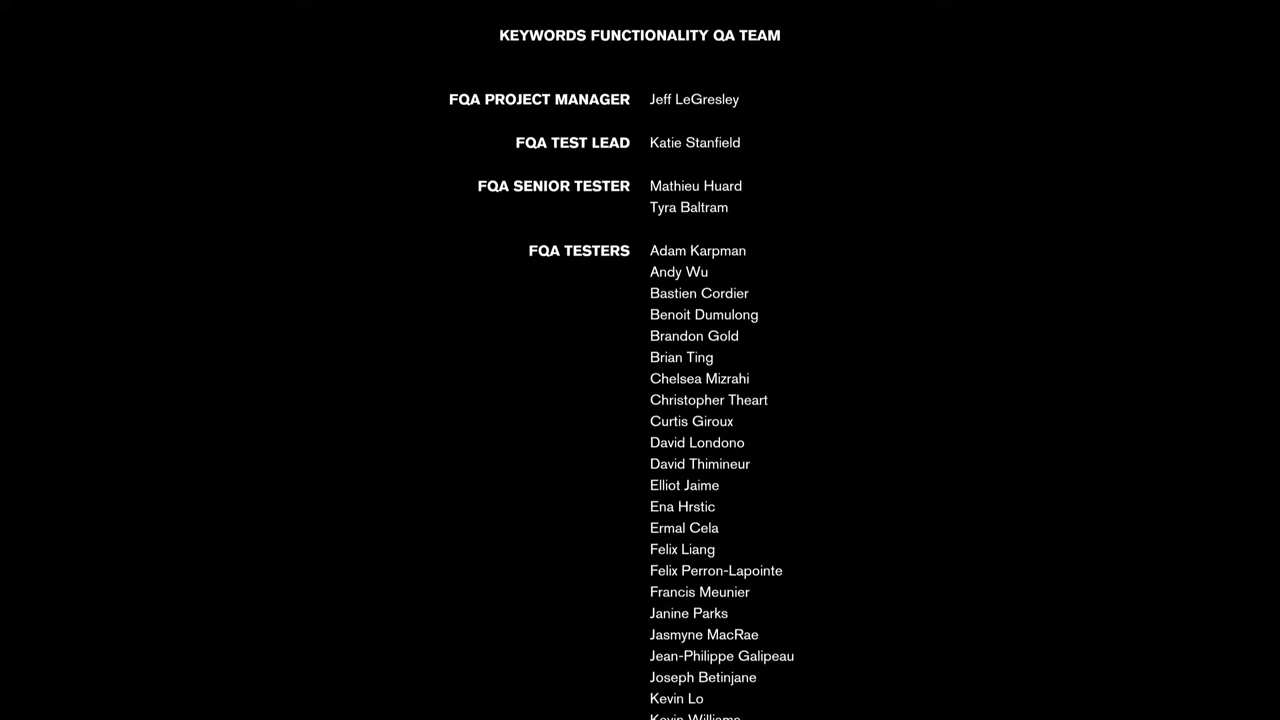 KEYWORDS FUNCTIONALITY QA TEAM
FQA PROJECT MANAGER Jeff LeGresley
FQA TEST LEAD Katie Stanfield
FQA SENIOR TESTER Mathieu Huard
Tyra Baltram
FQA TESTERS Adam Karpman
Andy Wu
Bastien Cordier
Benoit Dumulong
Brandon Gold
Brian Ting
Chelsea Mizrahi
Christopher Theart
Curtis Giroux
David Londono
David Thimineur
Elliot Jaime
Ena Hrstic
Ermal Cela
Felix Liang
Felix Perron-Lapointe
Francis Meunier
Janine Parks
Jasmyne MacRae
Jean-Philippe Galipeau
Joseph Betinjane
Kevin Lo
Kevin Williams